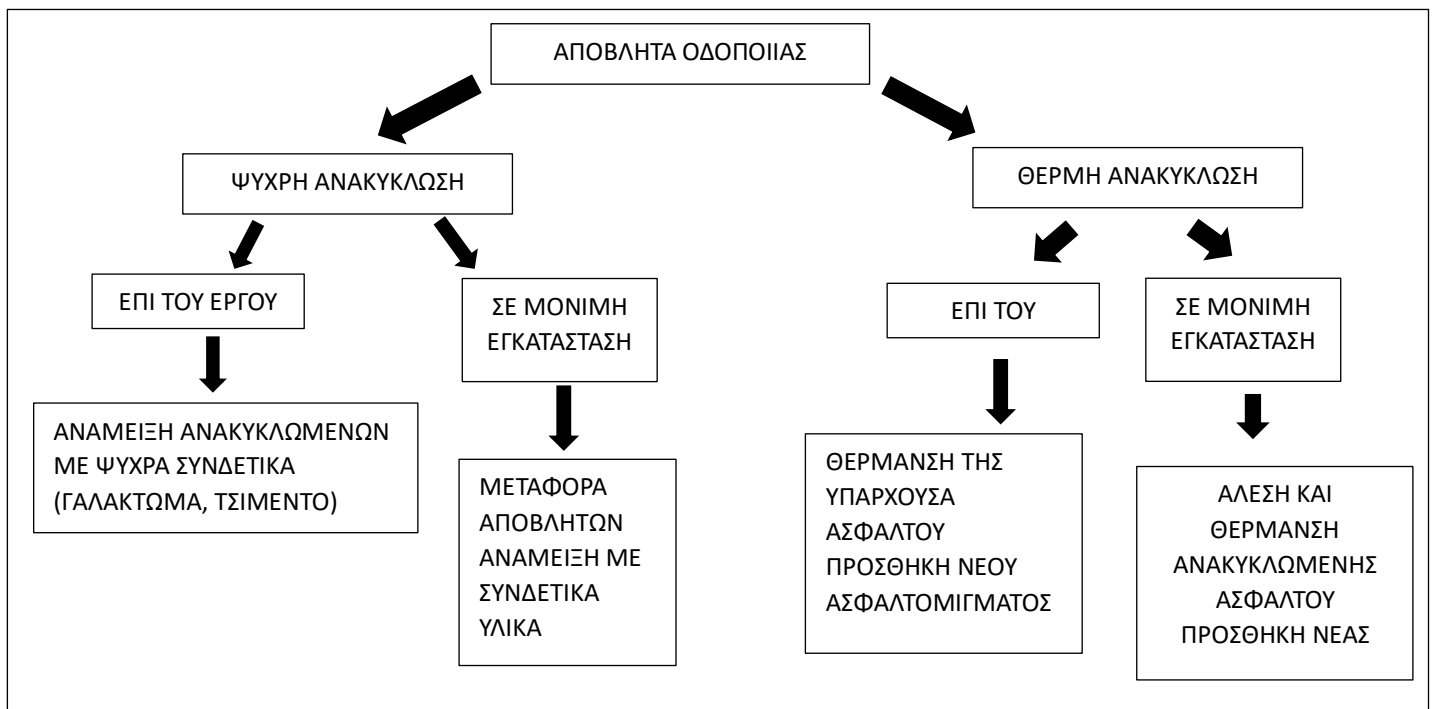 ΑΠΟΒΛΗΤΑ ΟΔΟΠΟΙΙΑΣ
ΨΥΧΡΗ ΑΝΑΚΥΚΛΩΣΗ
ΘΕΡΜΗ ΑΝΑΚΥΚΛΩΣΗ
ΕΠΙ ΤΟΥ ΕΡΓΟΥ
ΣΕ ΜΟΝΙΜΗ
ΕΓΚΑΤΑΣΤΑΣΗ
ΕΠΙ ΤΟΥ
ΣΕ ΜΟΝΙΜΗ
ΕΓΚΑΤΑΣΤΑΣΗ
ΑΝΑΜΕΙΞΗ ΑΝΑΚΥΚΛΩΜΕΝΩΝ
ΜΕ ΨΥΧΡΑ ΣΥΝΔΕΤΙΚΑ
(ΓΑΛΑΚΤΩΜΑ, ΤΣΙΜΕΝΤΟ)
ΜΕΤΑΦΟΡΑ
ΑΠΟΒΛΗΤΩΝ
ΑΝΑΜΕΙΞΗ ΜΕ
ΣΥΝΔΕΤΙΚΑ
ΥΛΙΚΑ
ΘΕΡΜΑΝΣΗ ΤΗΣ
ΥΠΑΡΧΟΥΣΑ
ΑΣΦΑΛΤΟΥ
ΠΡΟΣΘΗΚΗ ΝΕΟΥ
ΑΣΦΑΛΤΟΜΙΓΜΑΤΟΣ
ΑΛΕΣΗ ΚΑΙ
ΘΕΡΜΑΝΣΗ
ΑΝΑΚΥΚΛΩΜΕΝΗΣ
ΑΣΦΑΛΤΟΥ
ΠΡΟΣΘΗΚΗ ΝΕΑΣ